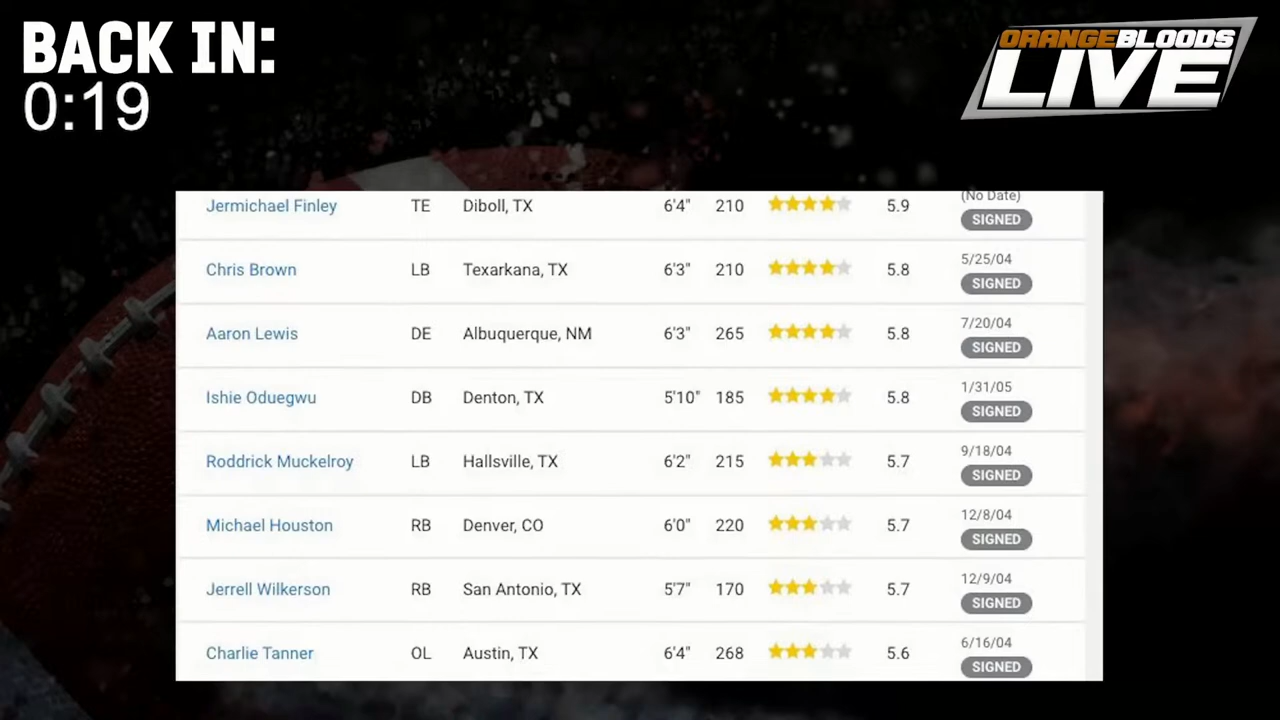 BACK IN:
0:19
ORANGEBLOODS
LIVE
Jermichael Finley TE Diboll, TX 6'4" 210 5.9 (No Date) SIGNED
Chris Brown LB Texarkana, TX 6'3" 210 5.8 5/25/04 SIGNED
Aaron Lewis DE Albuquerque, NM 6'3" 265 5.8 7/20/04 SIGNED
Ishie Oduegwu DB Denton, TX 5'10" 185 5.8 1/31/05 SIGNED
Roddrick Muckelroy LB Hallsville, TX 6'2" 215 5.7 9/18/04 SIGNED
Michael Houston RB Denver, CO 6'0" 220 5.7 12/8/04 SIGNED
Jerrell Wilkerson RB San Antonio, TX 5'7" 170 5.7 12/9/04 SIGNED
Charlie Tanner OL Austin, TX 6'4" 268 5.6 6/16/04 SIGNED